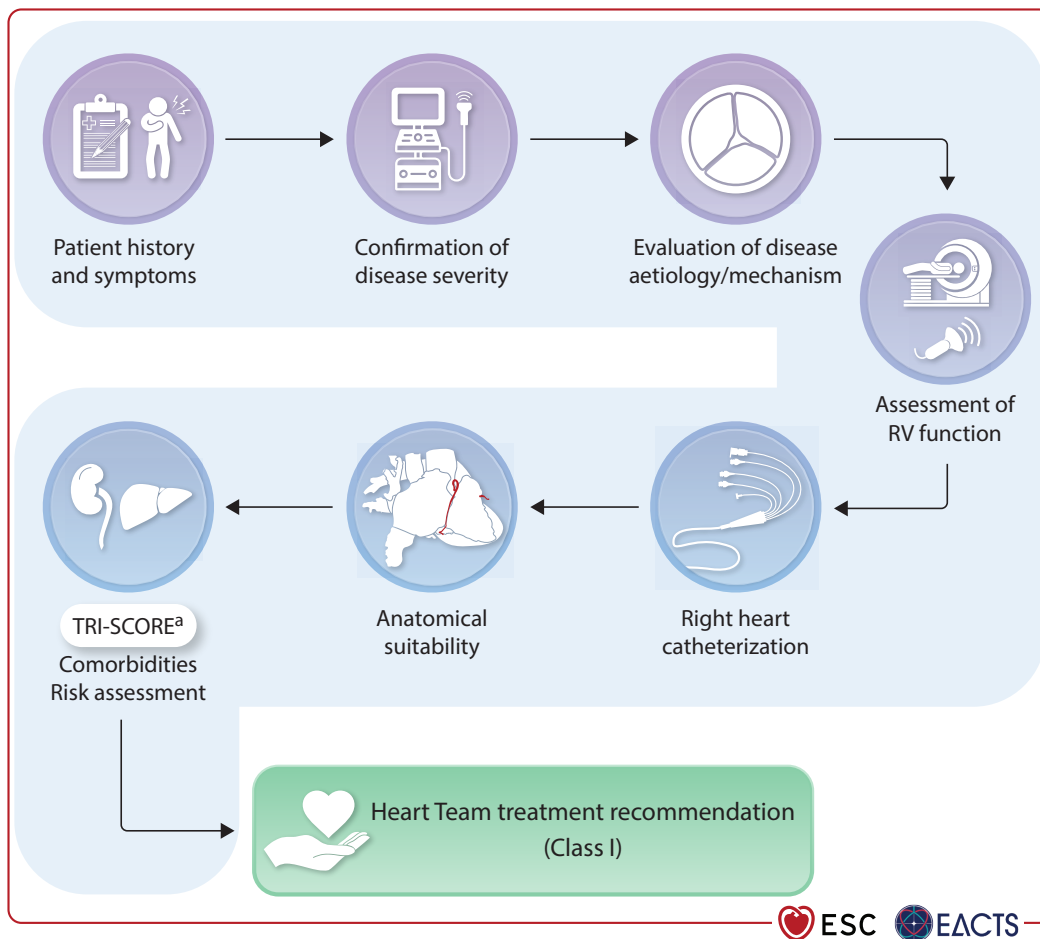 Patient history
and symptoms
Confirmation of
disease severity
Evaluation of disease
aetiology/mechanism
Assessment of
RV function
Right heart
catheterization
Anatomical
suitability
TRI-SCOREᵃ
Comorbidities
Risk assessment
Heart Team treatment recommendation
(Class I)
ESC
EΔCTS